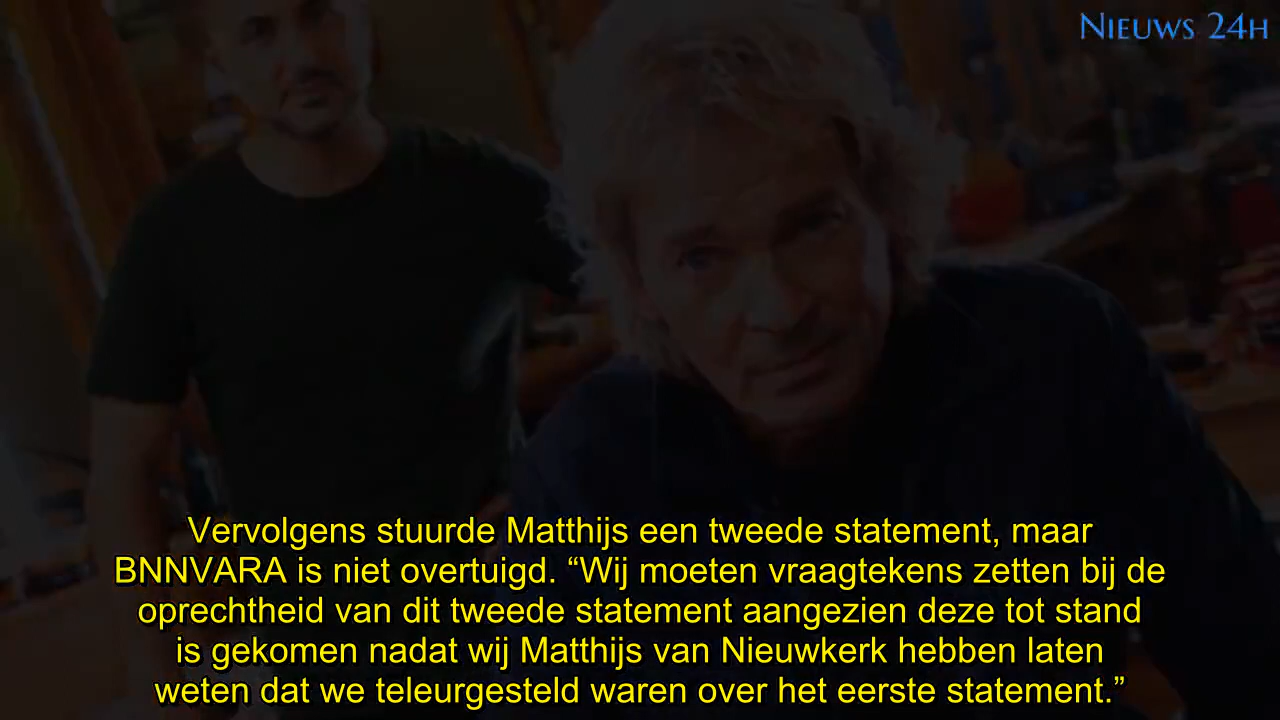 NIEUWS 24H
Vervolgens stuurde Matthijs een tweede statement, maar
BNNVARA is niet overtuigd. “Wij moeten vraagtekens zetten bij de
oprechtheid van dit tweede statement aangezien deze tot stand
is gekomen nadat wij Matthijs van Nieuwkerk hebben laten
weten dat we teleurgesteld waren over het eerste statement.”